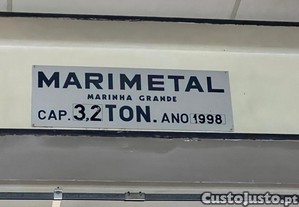 MARIMETAL
MARINHA GRANDE
CAP. 3,2 TON. ANO 1998
CustoJusto.pt